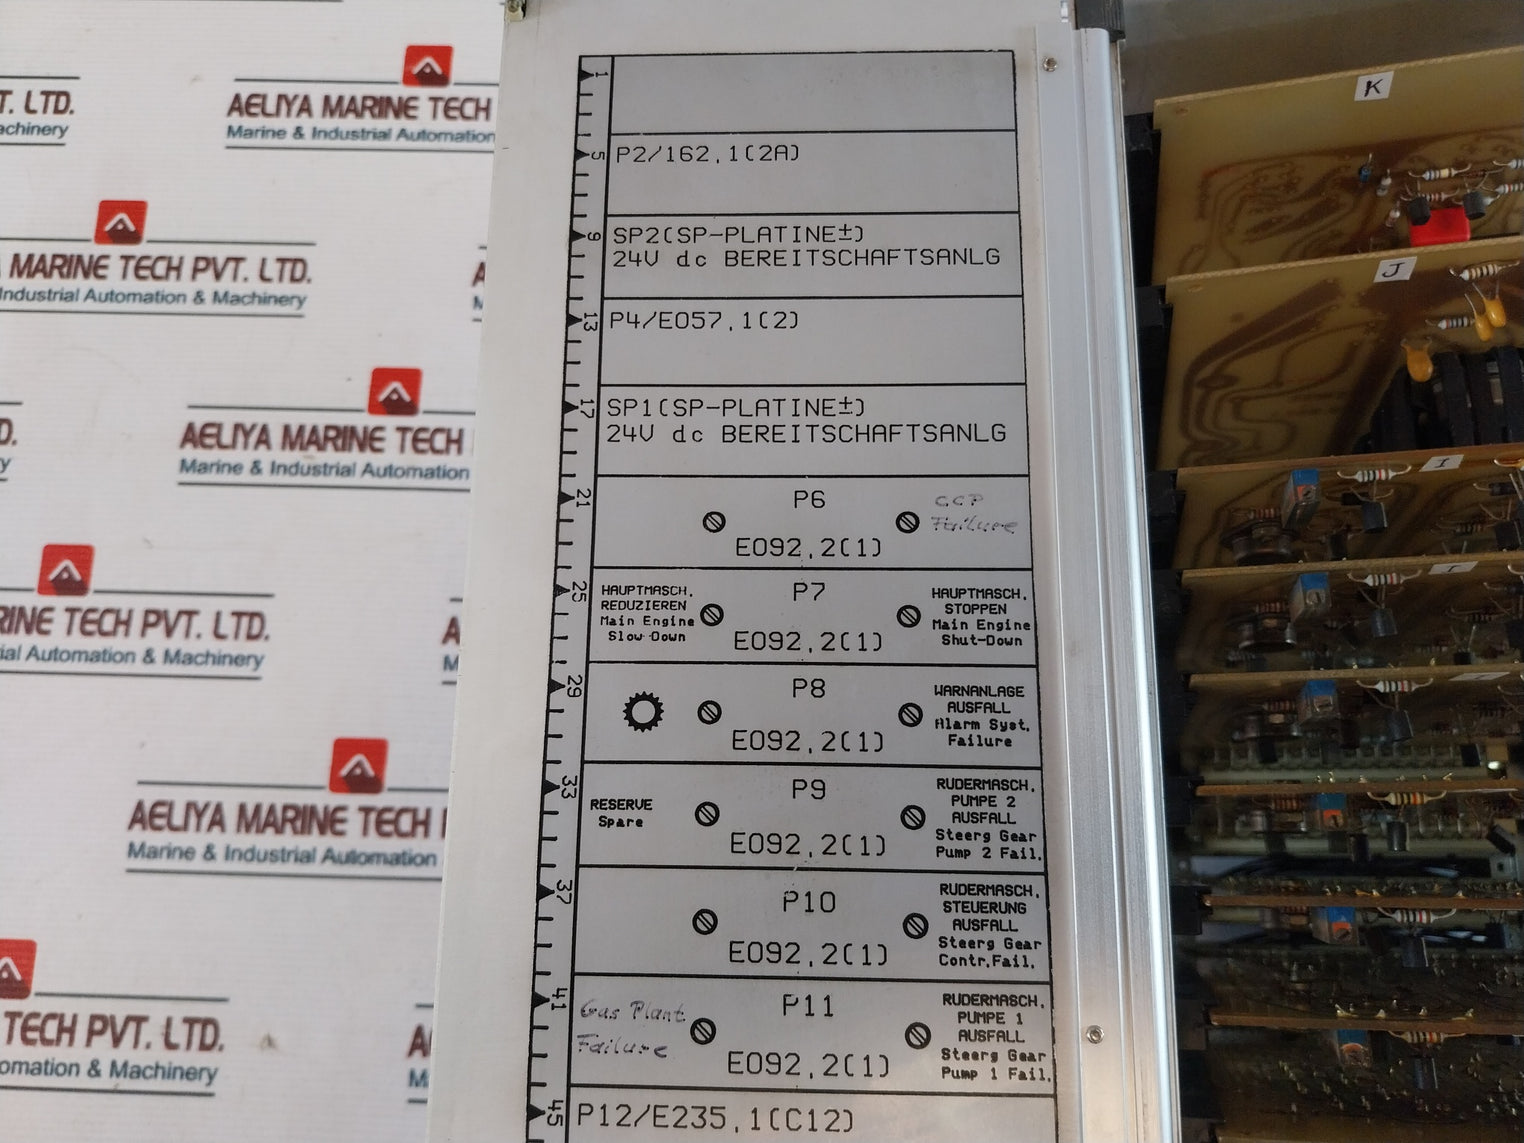 T. LTD.
achinery
AELIYA MARINE TECH
Marine & Industrial Automation
MARINE TECH PVT. LTD.
Industrial Automation & Machinery
AELIYA MARINE TECH
Marine & Industrial Automation
RINE TECH PVT. LTD.
ial Automation & Machinery
AELIYA MARINE TECH
Marine & Industrial Automation
TECH PVT. LTD.
omation & Machinery
1
5
P2/162,1(2A)
9
SP2(SP-PLATINE±)
24V dc BEREITSCHAFTSANLG
13
P4/E057,1(2)
17
SP1(SP-PLATINE±)
24V dc BEREITSCHAFTSANLG
21
P6
E092,2(1)
CCP
Failure
25
HAUPTMASCH.
REDUZIEREN
Main Engine
Slow-Down
P7
E092,2(1)
HAUPTMASCH.
STOPPEN
Main Engine
Shut-Down
29
P8
E092,2(1)
WARNANLAGE
AUSFALL
Alarm Syst.
Failure
33
RESERVE
Spare
P9
E092,2(1)
RUDERMASCH.
PUMPE 2
AUSFALL
Steerg Gear
Pump 2 Fail.
37
P10
E092,2(1)
RUDERMASCH.
STEUERUNG
AUSFALL
Steerg Gear
Contr.Fail.
41
Gas Plant
Failure
P11
E092,2(1)
RUDERMASCH.
PUMPE 1
AUSFALL
Steerg Gear
Pump 1 Fail.
45
P12/E235,1(C12)
K
J
I
I
I